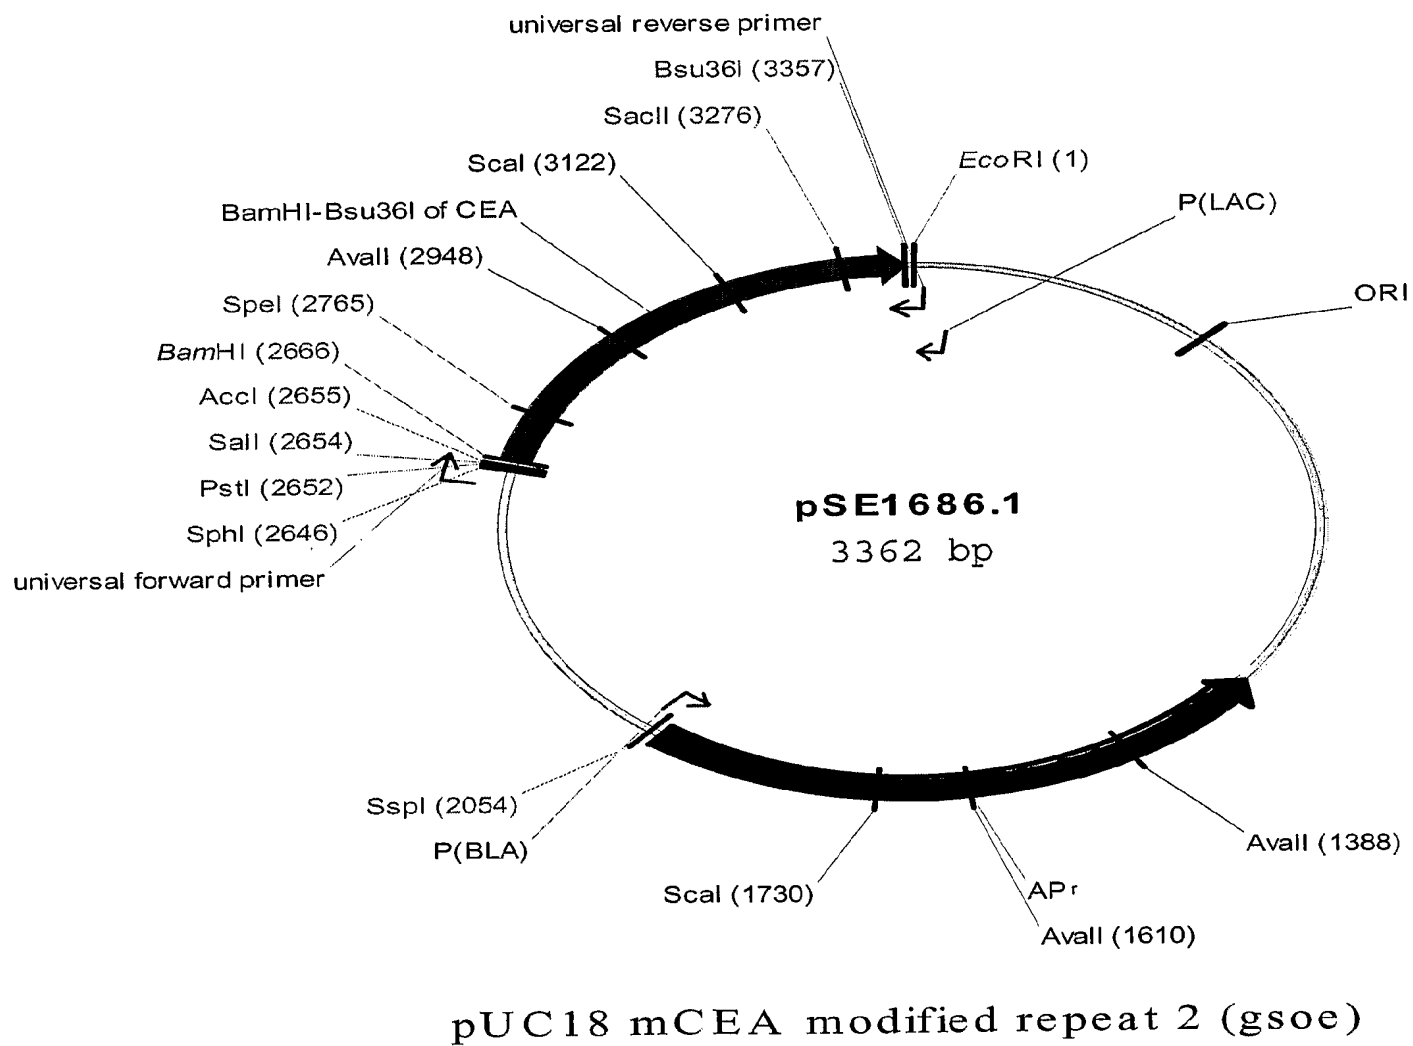 universal reverse primer
Bsu36I (3357)
SacII (3276)
ScaI (3122)
EcoRI (1)
P(LAC)
BamHI-Bsu36I of CEA
AvaII (2948)
SpeI (2765)
ORI
BamHI (2666)
AccI (2655)
SalI (2654)
PstI (2652)
SphI (2646)
universal forward primer
pSE1686.1
3362 bp
SspI (2054)
P(BLA)
ScaI (1730)
APr
AvaII (1610)
AvaII (1388)
pUC18 mCEA modified repeat 2 (gsoe)